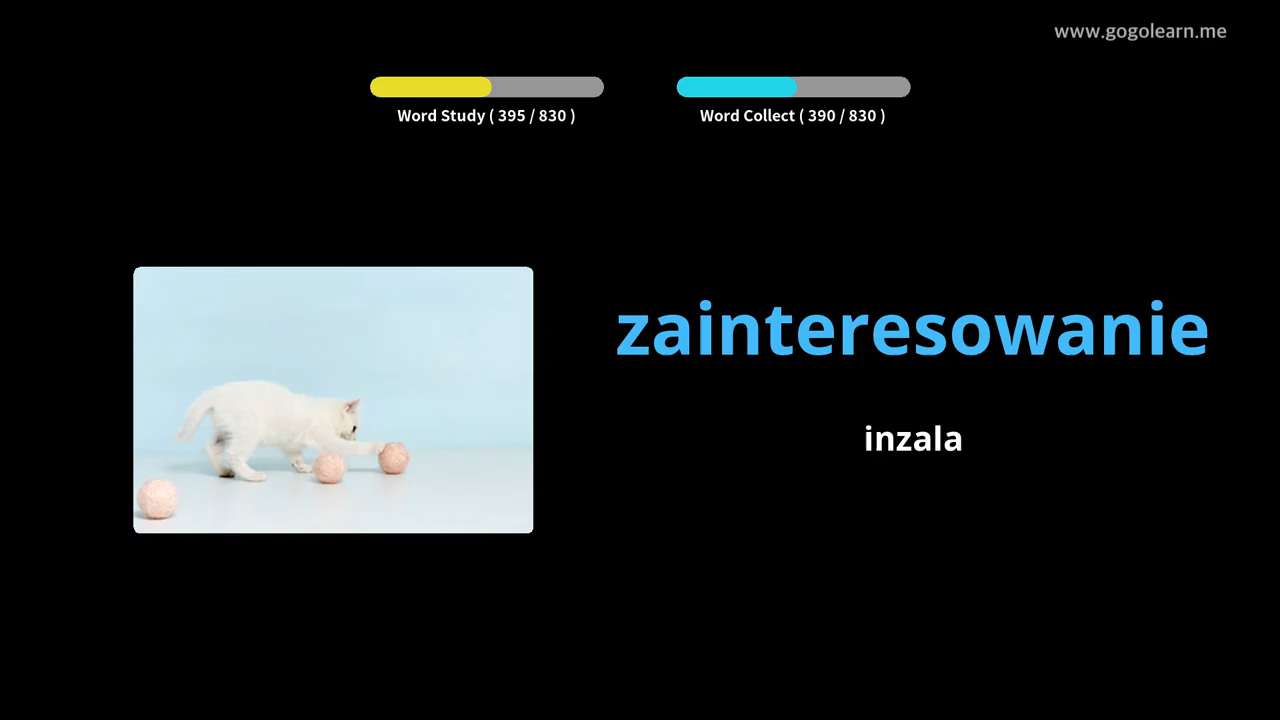 www.gogolearn.me
Word Study ( 395 / 830 )
Word Collect ( 390 / 830 )
zainteresowanie
inzala